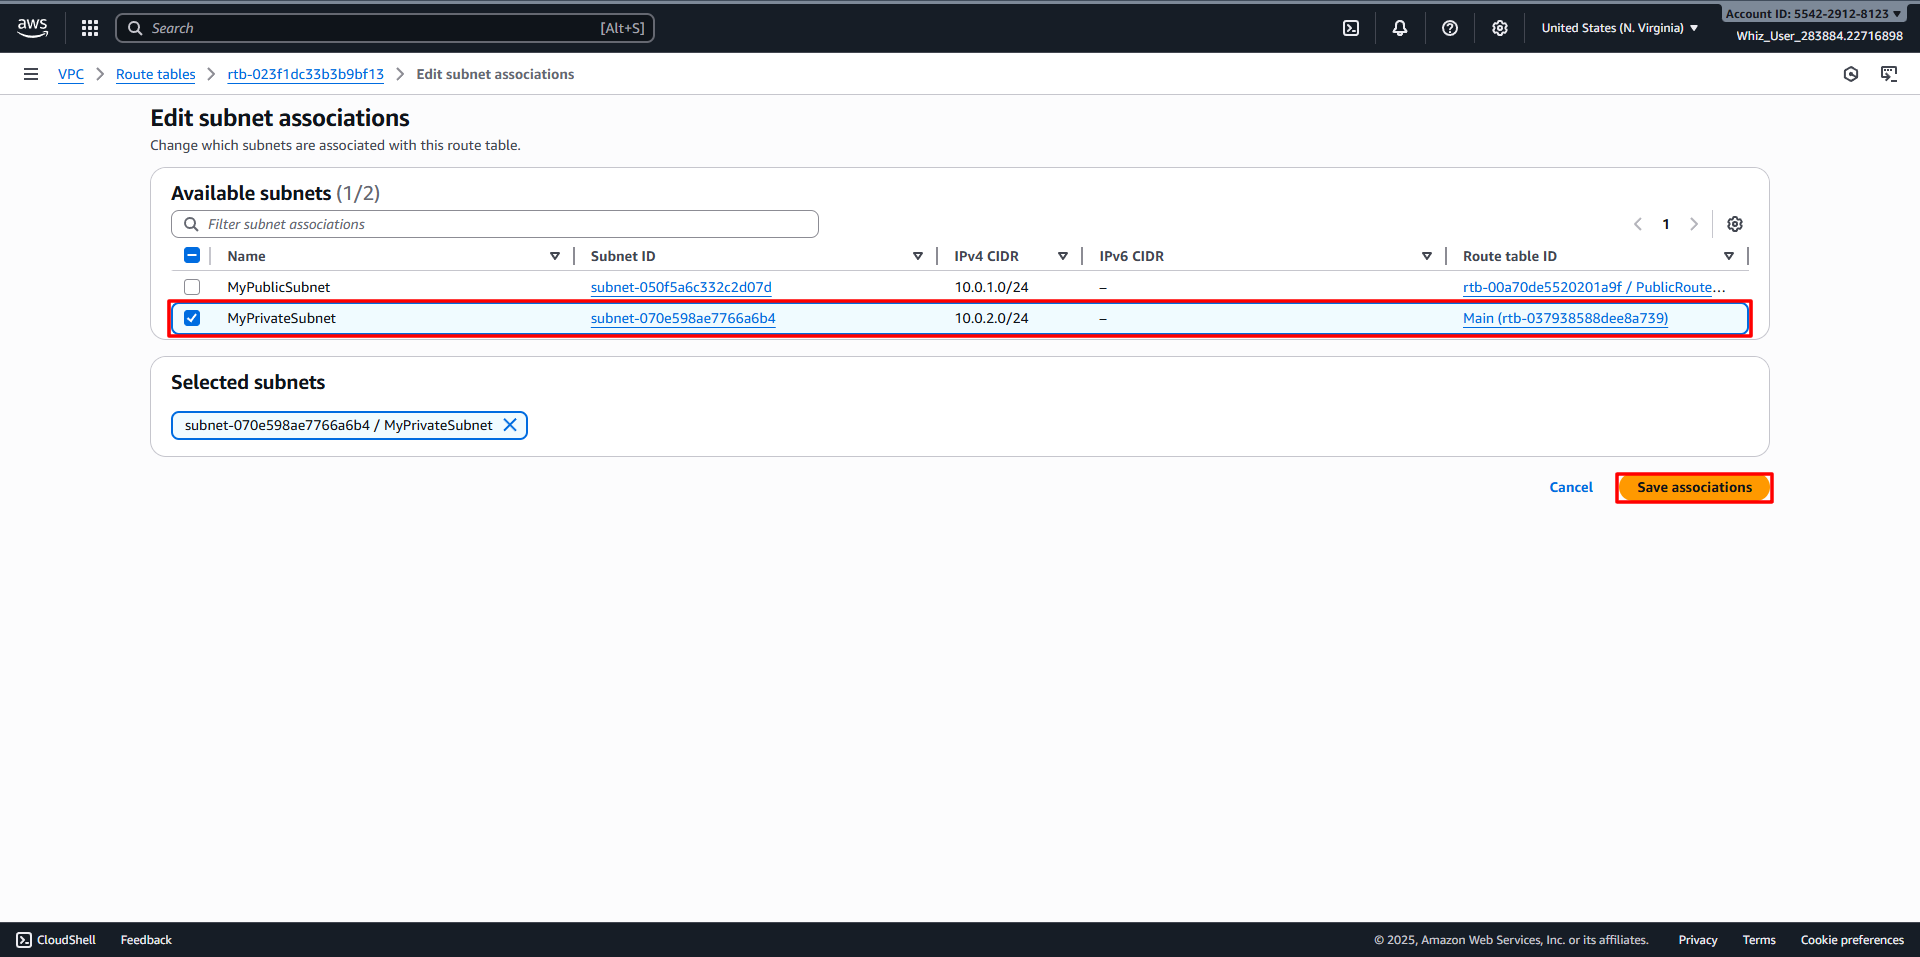 aws
Search [Alt+S]
United States (N. Virginia)
Account ID: 5542-2912-8123
Whiz_User_283884.22716898
VPC Route tables rtb-023f1dc33b3b9bf13 Edit subnet associations
Edit subnet associations
Change which subnets are associated with this route table.
Available subnets (1/2)
Filter subnet associations
1
Name Subnet ID IPv4 CIDR IPv6 CIDR Route table ID
MyPublicSubnet subnet-050f5a6c332c2d07d 10.0.1.0/24 – rtb-00a70de5520201a9f / PublicRoute...
MyPrivateSubnet subnet-070e598ae7766a6b4 10.0.2.0/24 – Main (rtb-037938588dee8a739)
Selected subnets
subnet-070e598ae7766a6b4 / MyPrivateSubnet
Cancel Save associations
CloudShell Feedback © 2025, Amazon Web Services, Inc. or its affiliates. Privacy Terms Cookie preferences